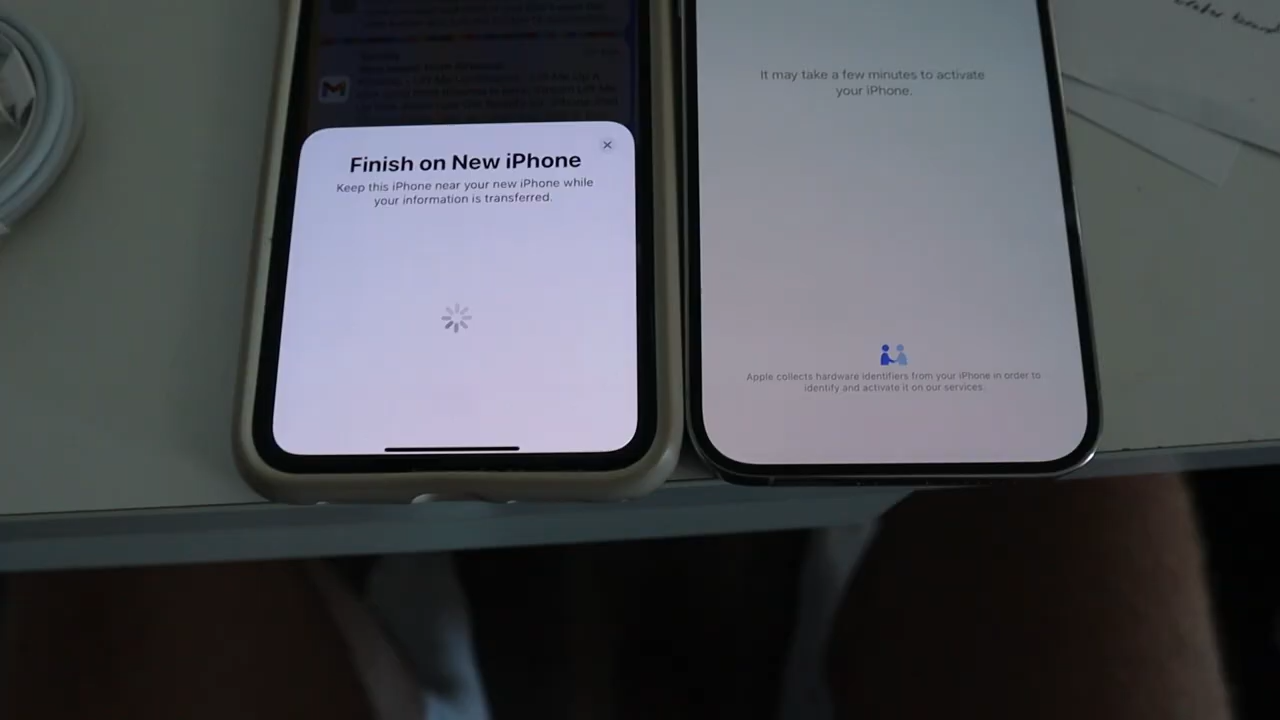 Finish on New iPhone
Keep this iPhone near your new iPhone while
your information is transferred.
It may take a few minutes to activate
your iPhone.
Apple collects hardware identifiers from your iPhone in order to
identify and activate it on our services.